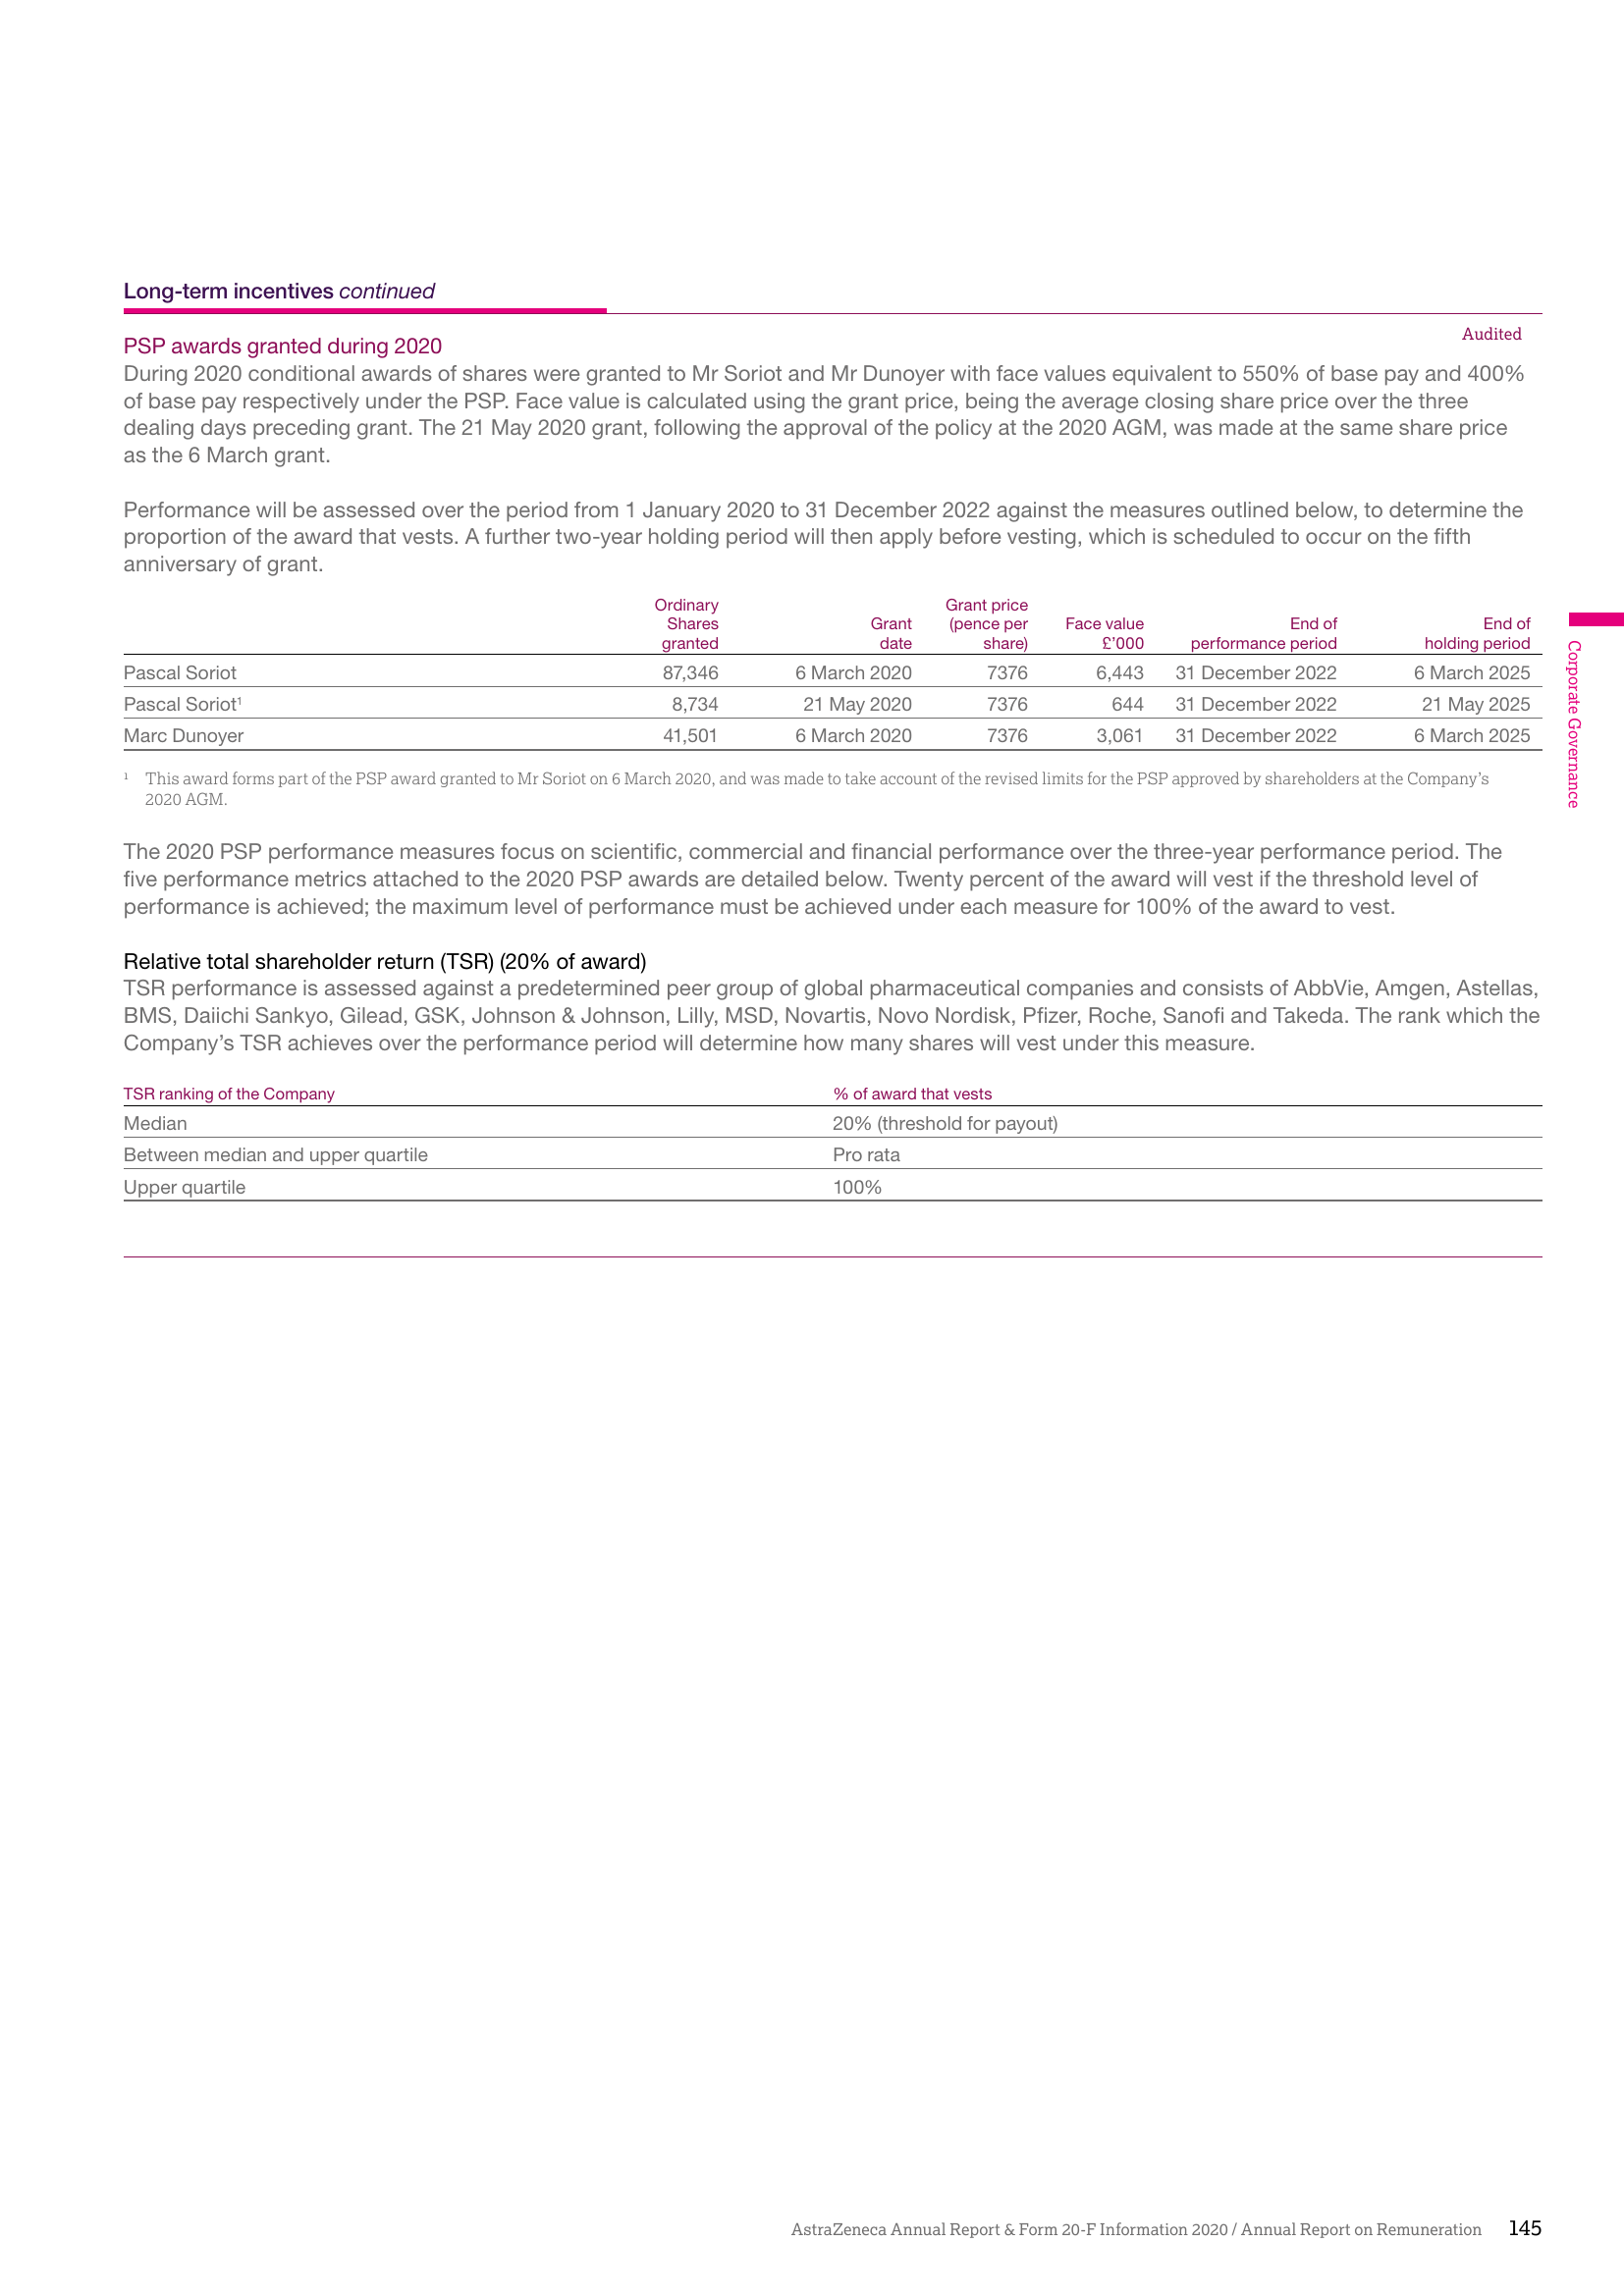 Long-term incentives continued
Audited
PSP awards granted during 2020
During 2020 conditional awards of shares were granted to Mr Soriot and Mr Dunoyer with face values equivalent to 550% of base pay and 400%
of base pay respectively under the PSP. Face value is calculated using the grant price, being the average closing share price over the three
dealing days preceding grant. The 21 May 2020 grant, following the approval of the policy at the 2020 AGM, was made at the same share price
as the 6 March grant.
Performance will be assessed over the period from 1 January 2020 to 31 December 2022 against the measures outlined below, to determine the
proportion of the award that vests. A further two-year holding period will then apply before vesting, which is scheduled to occur on the fifth
anniversary of grant.
Ordinary Shares granted Grant date Grant price (pence per share) Face value £’000 End of performance period End of holding period
Pascal Soriot 87,346 6 March 2020 7376 6,443 31 December 2022 6 March 2025
Pascal Soriot¹ 8,734 21 May 2020 7376 644 31 December 2022 21 May 2025
Marc Dunoyer 41,501 6 March 2020 7376 3,061 31 December 2022 6 March 2025
¹ This award forms part of the PSP award granted to Mr Soriot on 6 March 2020, and was made to take account of the revised limits for the PSP approved by shareholders at the Company’s
2020 AGM.
The 2020 PSP performance measures focus on scientific, commercial and financial performance over the three-year performance period. The
five performance metrics attached to the 2020 PSP awards are detailed below. Twenty percent of the award will vest if the threshold level of
performance is achieved; the maximum level of performance must be achieved under each measure for 100% of the award to vest.
Relative total shareholder return (TSR) (20% of award)
TSR performance is assessed against a predetermined peer group of global pharmaceutical companies and consists of AbbVie, Amgen, Astellas,
BMS, Daiichi Sankyo, Gilead, GSK, Johnson & Johnson, Lilly, MSD, Novartis, Novo Nordisk, Pfizer, Roche, Sanofi and Takeda. The rank which the
Company’s TSR achieves over the performance period will determine how many shares will vest under this measure.
TSR ranking of the Company % of award that vests
Median 20% (threshold for payout)
Between median and upper quartile Pro rata
Upper quartile 100%
Corporate Governance
AstraZeneca Annual Report & Form 20-F Information 2020 / Annual Report on Remuneration 145